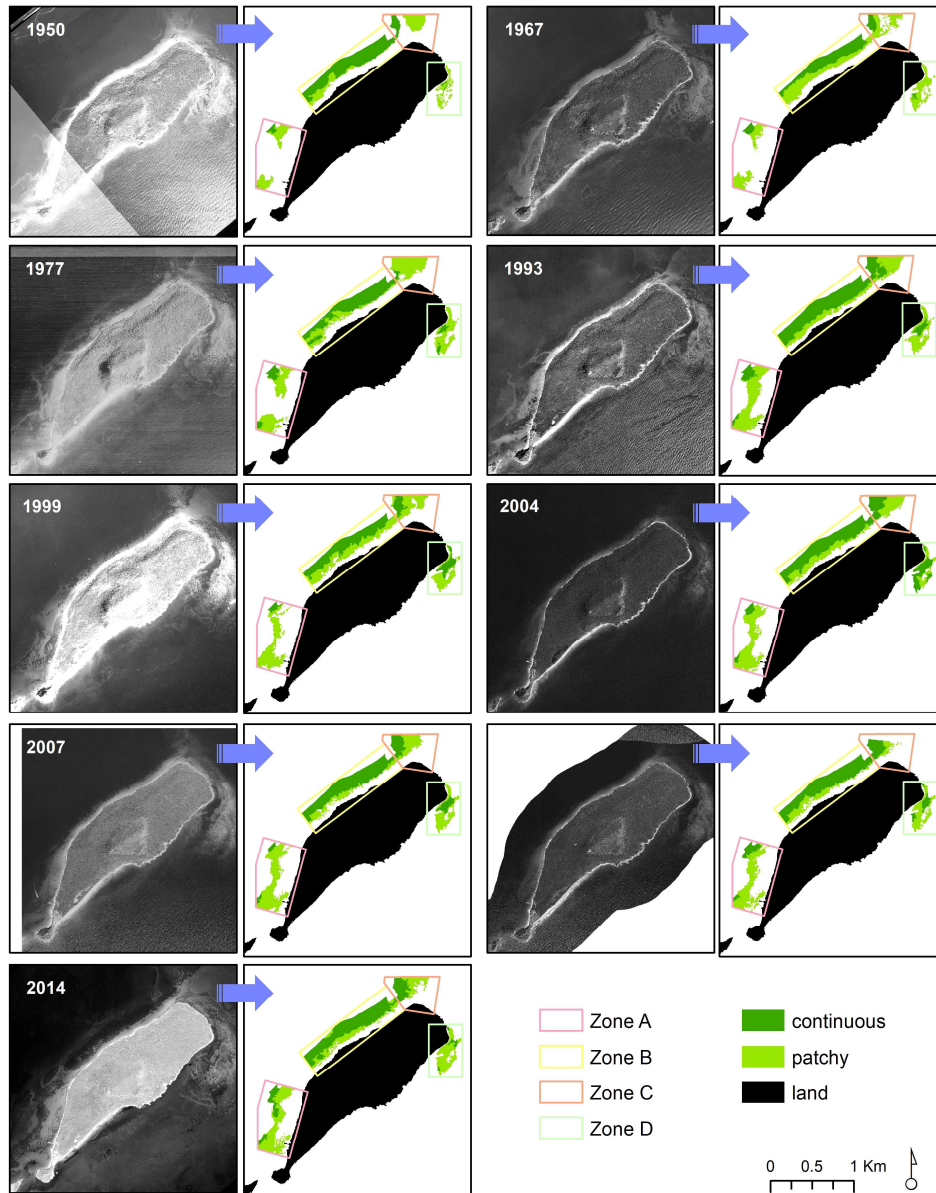 1950
1967
1977
1993
1999
2004
2007
2014
Zone A
Zone B
Zone C
Zone D
continuous
patchy
land
0 0.5 1 Km